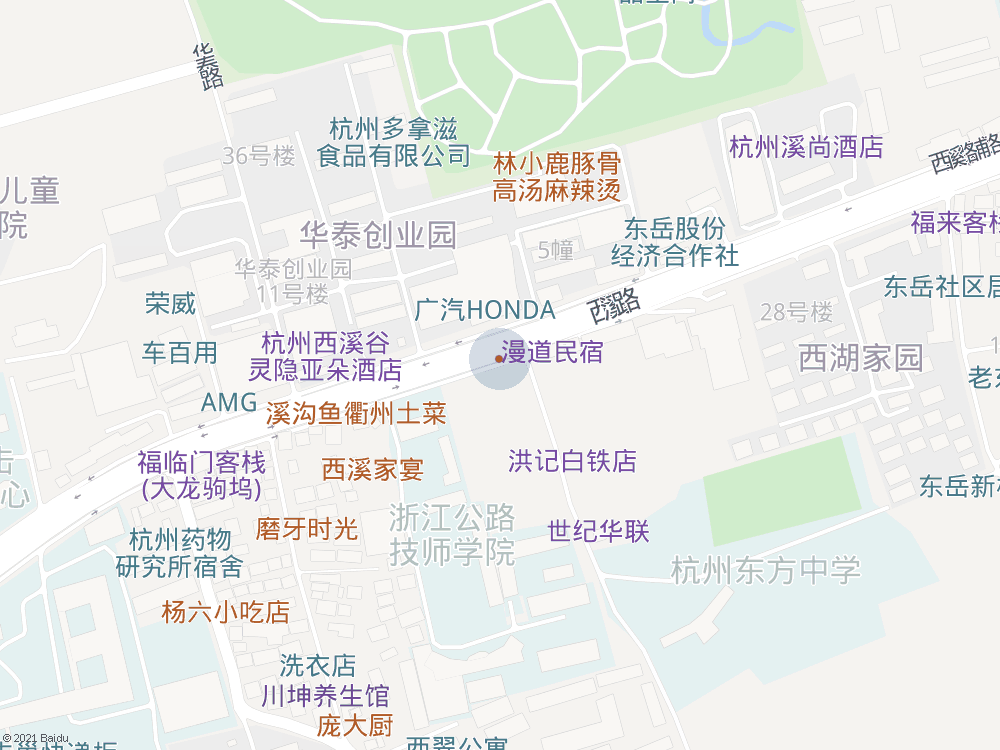 华泰路
杭州多拿滋
食品有限公司
36号楼
林小鹿豚骨
高汤麻辣烫
杭州溪尚酒店
儿童
院
华泰创业园
5幢
东岳股份
经济合作社
福来客栈
华泰创业园
11号楼
荣威
广汽HONDA
西溪路
28号楼
东岳社区居
车百用
杭州西溪谷
灵隐亚朵酒店
漫道民宿
西湖家园
AMG
溪沟鱼衢州土菜
福临门客栈
(大龙驹坞)
西溪家宴
洪记白铁店
心
东岳新村
磨牙时光
浙江公路
技师学院
世纪华联
杭州药物
研究所宿舍
杭州东方中学
杨六小吃店
洗衣店
川坤养生馆
庞大厨
西翠公寓
© 2021 Baidu